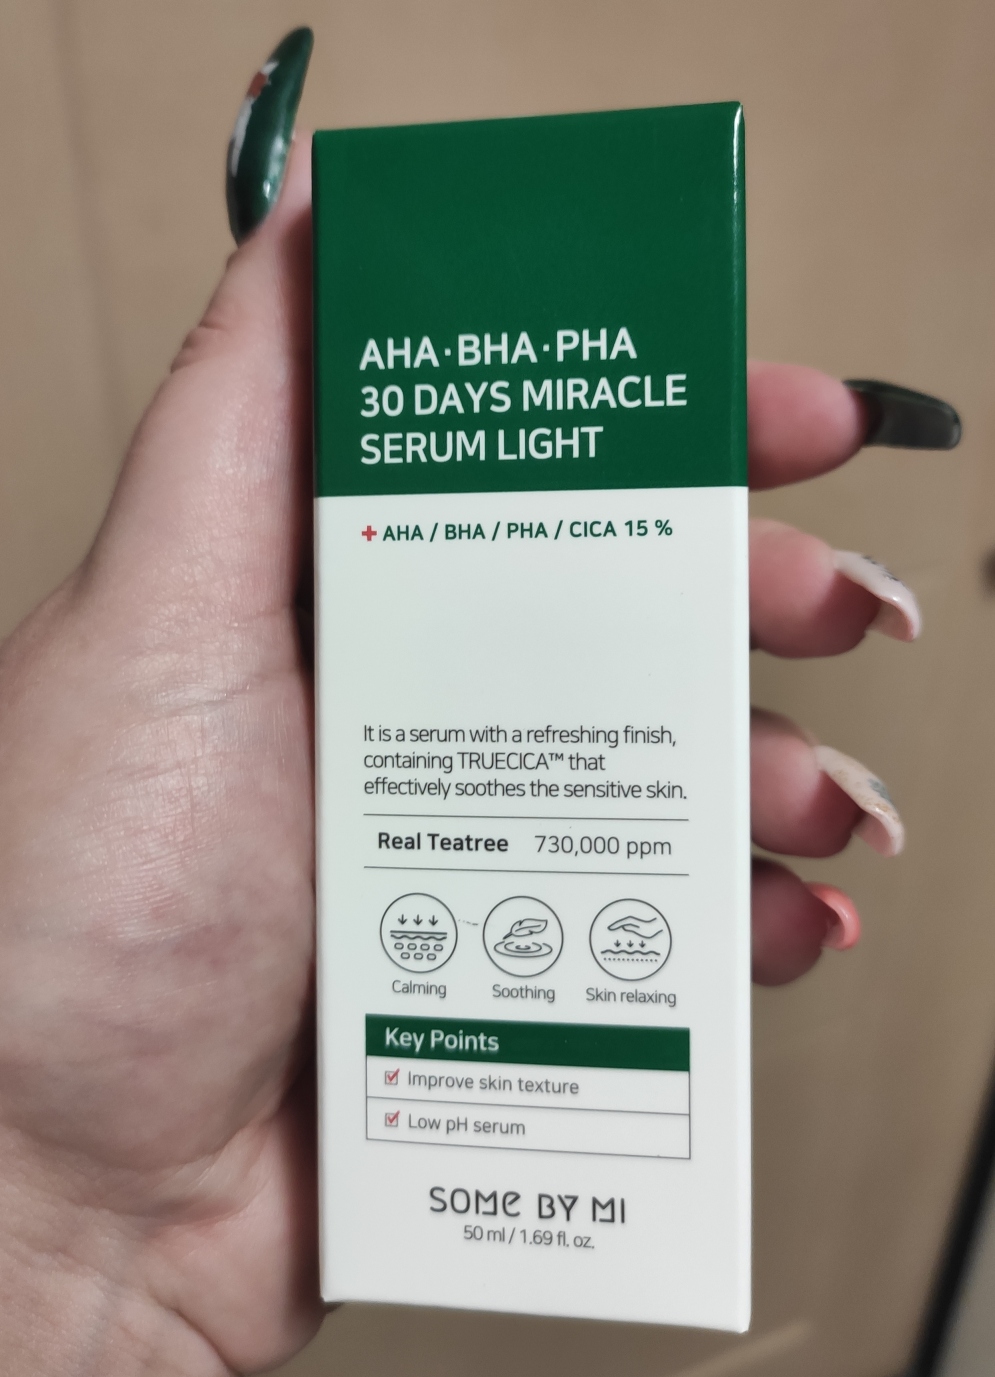 AHA·BHA·PHA
30 DAYS MIRACLE
SERUM LIGHT
+ AHA / BHA / PHA / CICA 15 %
It is a serum with a refreshing finish,
containing TRUECICA™ that
effectively soothes the sensitive skin.
Real Teatree 730,000 ppm
Calming Soothing Skin relaxing
Key Points
Improve skin texture
Low pH serum
SOME BY MI
50 ml / 1.69 fl. oz.